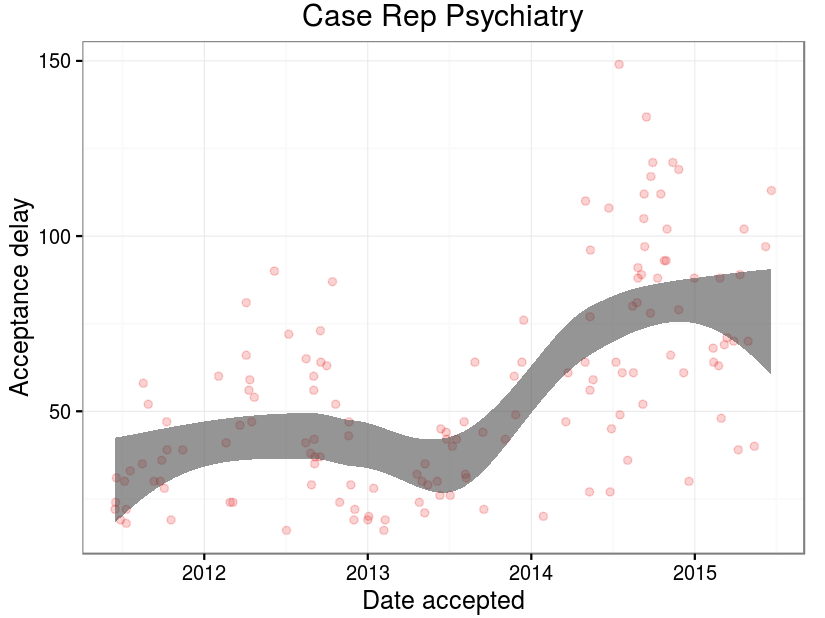 Case Rep Psychiatry
150
100
50
Acceptance delay
2012 2013 2014 2015
Date accepted